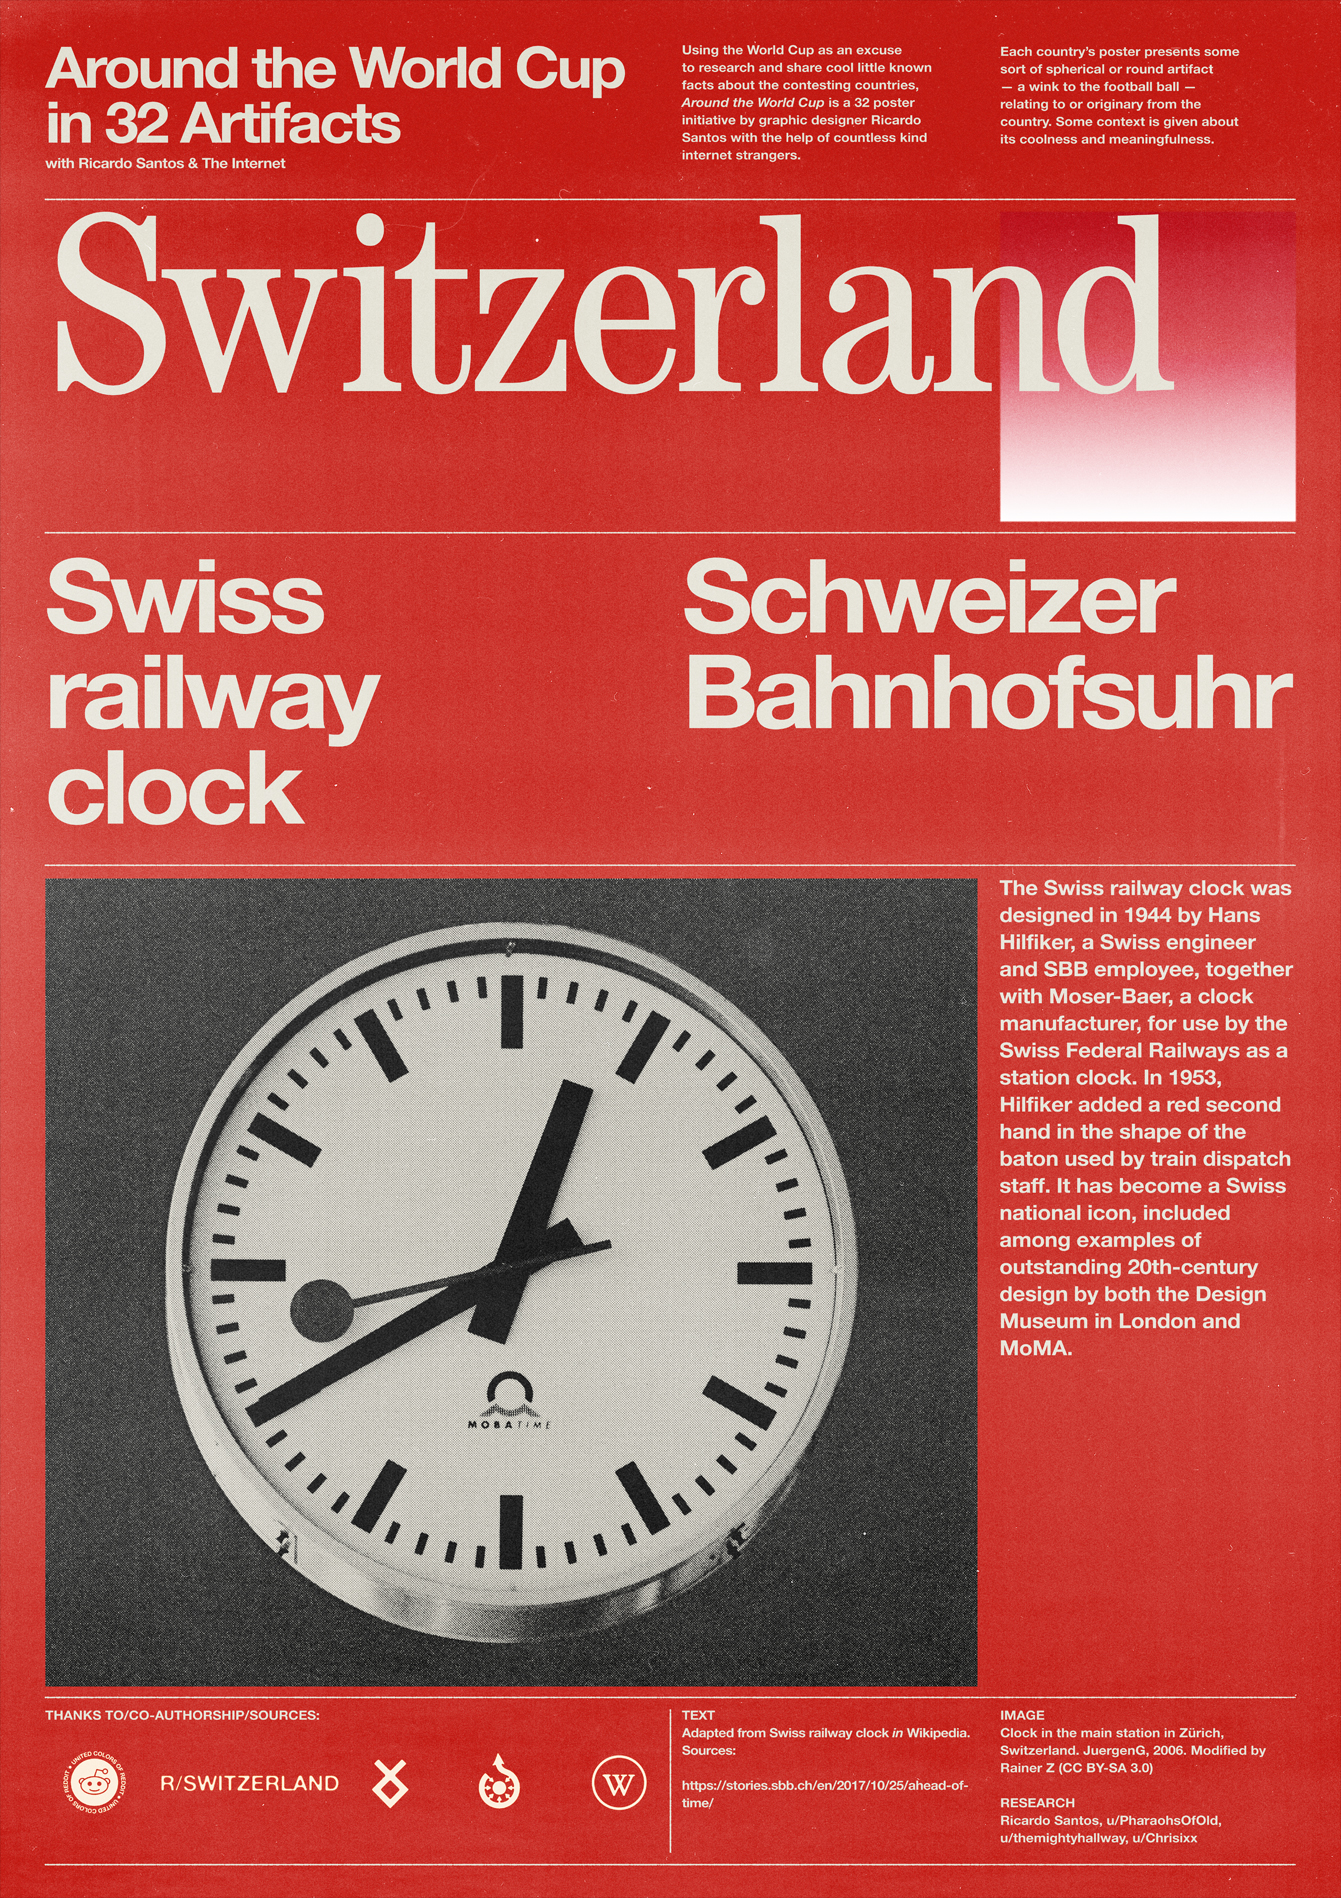 Around the World Cup
in 32 Artifacts
with Ricardo Santos & The Internet
Using the World Cup as an excuse
to research and share cool little known
facts about the contesting countries,
Around the World Cup is a 32 poster
initiative by graphic designer Ricardo
Santos with the help of countless kind
internet strangers.
Each country's poster presents some
sort of spherical or round artifact
— a wink to the football ball —
relating to or originary from the
country. Some context is given about
its coolness and meaningfulness.
Switzerland
Swiss
railway
clock
Schweizer
Bahnhofsuhr
MOBATIME
The Swiss railway clock was
designed in 1944 by Hans
Hilfiker, a Swiss engineer
and SBB employee, together
with Moser-Baer, a clock
manufacturer, for use by the
Swiss Federal Railways as a
station clock. In 1953,
Hilfiker added a red second
hand in the shape of the
baton used by train dispatch
staff. It has become a Swiss
national icon, included
among examples of
outstanding 20th-century
design by both the Design
Museum in London and
MoMA.
THANKS TO/CO-AUTHORSHIP/SOURCES:
UNITED COLORS OF REDDIT • UNITED COLORS OF REDDIT •
R/SWITZERLAND
W
TEXT
Adapted from Swiss railway clock in Wikipedia.
Sources:
https://stories.sbb.ch/en/2017/10/25/ahead-of-
time/
IMAGE
Clock in the main station in Zürich,
Switzerland. JuergenG, 2006. Modified by
Rainer Z (CC BY-SA 3.0)
RESEARCH
Ricardo Santos, u/PharaohsOfOld,
u/themightyhallway, u/Chrisixx